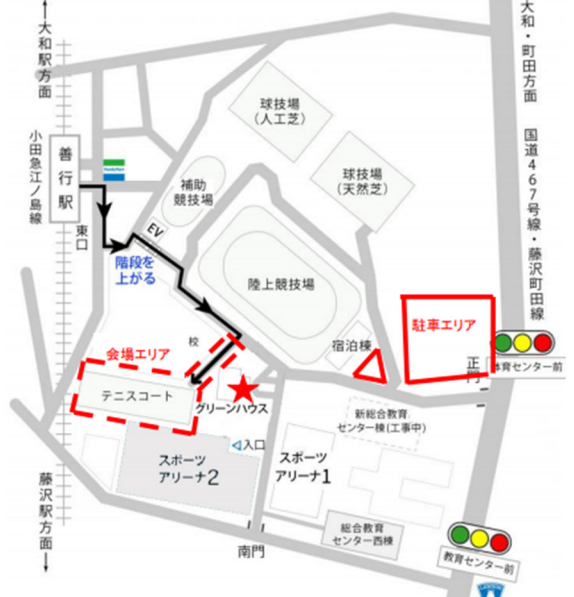 大和駅方面
小田急江ノ島線
善行駅
東口
FamilyMart
EV
階段を
上がる
補助
競技場
球技場
(人工芝)
球技場
(天然芝)
陸上競技場
大和・町田方面
国道467号線・藤沢町田線
駐車エリア
宿泊棟
正門
体育センター前
校
会場エリア
テニスコート
グリーンハウス
新総合教育
センター棟(工事中)
入口
スポーツ
アリーナ2
スポーツ
アリーナ1
総合教育
センター西棟
南門
教育センター前
藤沢駅方面
LAWSON